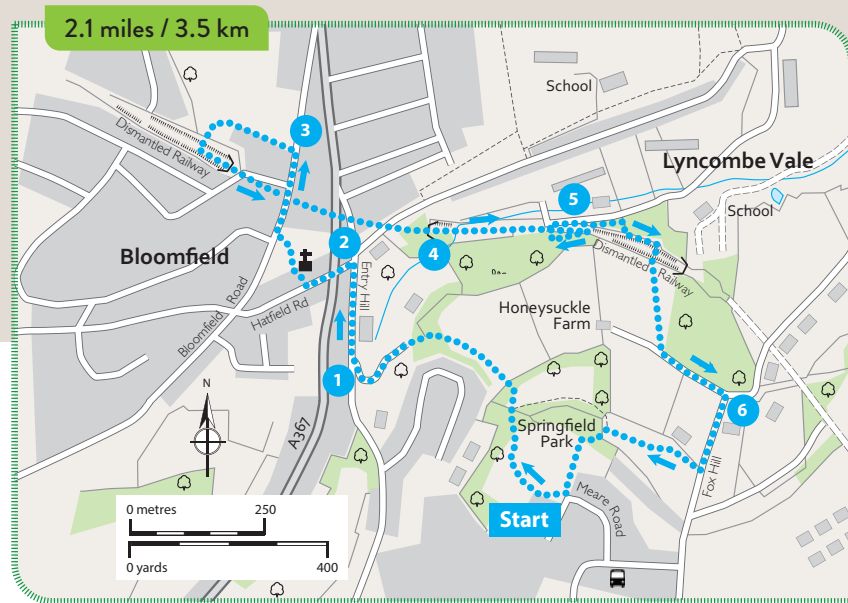 2.1 miles / 3.5 km
School
3
Dismantled Railway
Lyncombe Vale
5
School
2
Bloomfield
4
Dismantled Railway
Entry Hill
Honeysuckle
Farm
Hatfield Rd
Bloomfield Road
1
N
6
A367
Springfield
Park
Fox Hill
Meare Road
Start
0 metres
250
0 yards
400